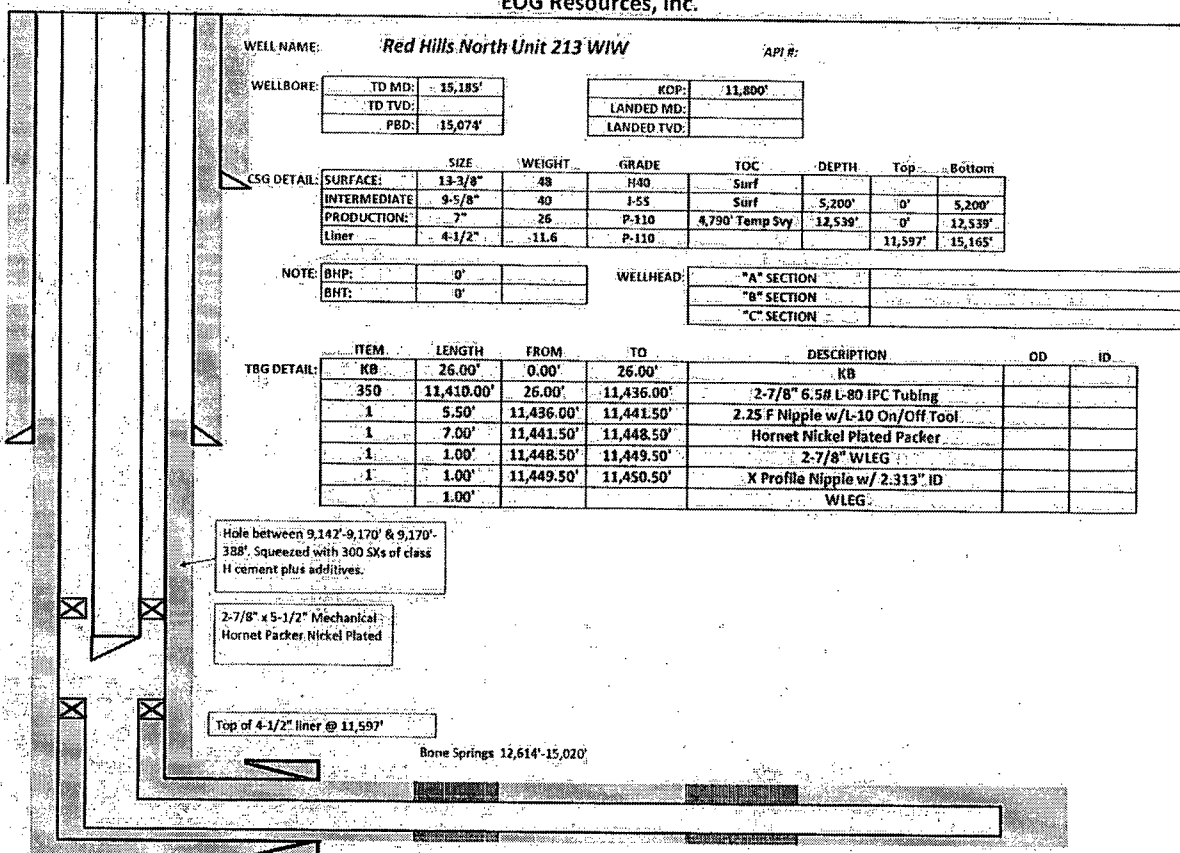 EOG Resources, Inc.
WELL NAME: Red Hills North Unit 213 WIW API #:
WELLBORE: TD MD: 15,185' KOP: 11,800'
TD TVD: LANDED MD:
PBD: 15,074' LANDED TVD:
SIZE WEIGHT GRADE TOC DEPTH Top Bottom
CSG DETAIL: SURFACE: 13-3/8" 48 H40 Surf
INTERMEDIATE 9-5/8" 40 J-55 Surf 5,200' 0' 5,200'
PRODUCTION: 7" 26 P-110 4,790' Temp Svy 12,539' 0' 12,539'
Liner 4-1/2" 11.6 P-110 11,597' 15,165'
NOTE: BHP: 0' WELLHEAD: "A" SECTION
BHT: 0' "B" SECTION
"C" SECTION
ITEM LENGTH FROM TO DESCRIPTION OD ID
TBG DETAIL: KB 26.00' 0.00' 26.00' KB
350 11,410.00' 26.00' 11,436.00' 2-7/8" 6.5# L-80 IPC Tubing
1 5.50' 11,436.00' 11,441.50' 2.25 F Nipple w/L-10 On/Off Tool
1 7.00' 11,441.50' 11,448.50' Hornet Nickel Plated Packer
1 1.00' 11,448.50' 11,449.50' 2-7/8" WLEG
1 1.00' 11,449.50' 11,450.50' X Profile Nipple w/ 2.313" ID
1.00' WLEG
Hole between 9,142'-9,170' & 9,170'-
388'. Squeezed with 300 SXs of class
H cement plus additives.
2-7/8" x 5-1/2" Mechanical
Hornet Packer Nickel Plated
Top of 4-1/2" liner @ 11,597'
Bone Springs 12,614'-15,020'